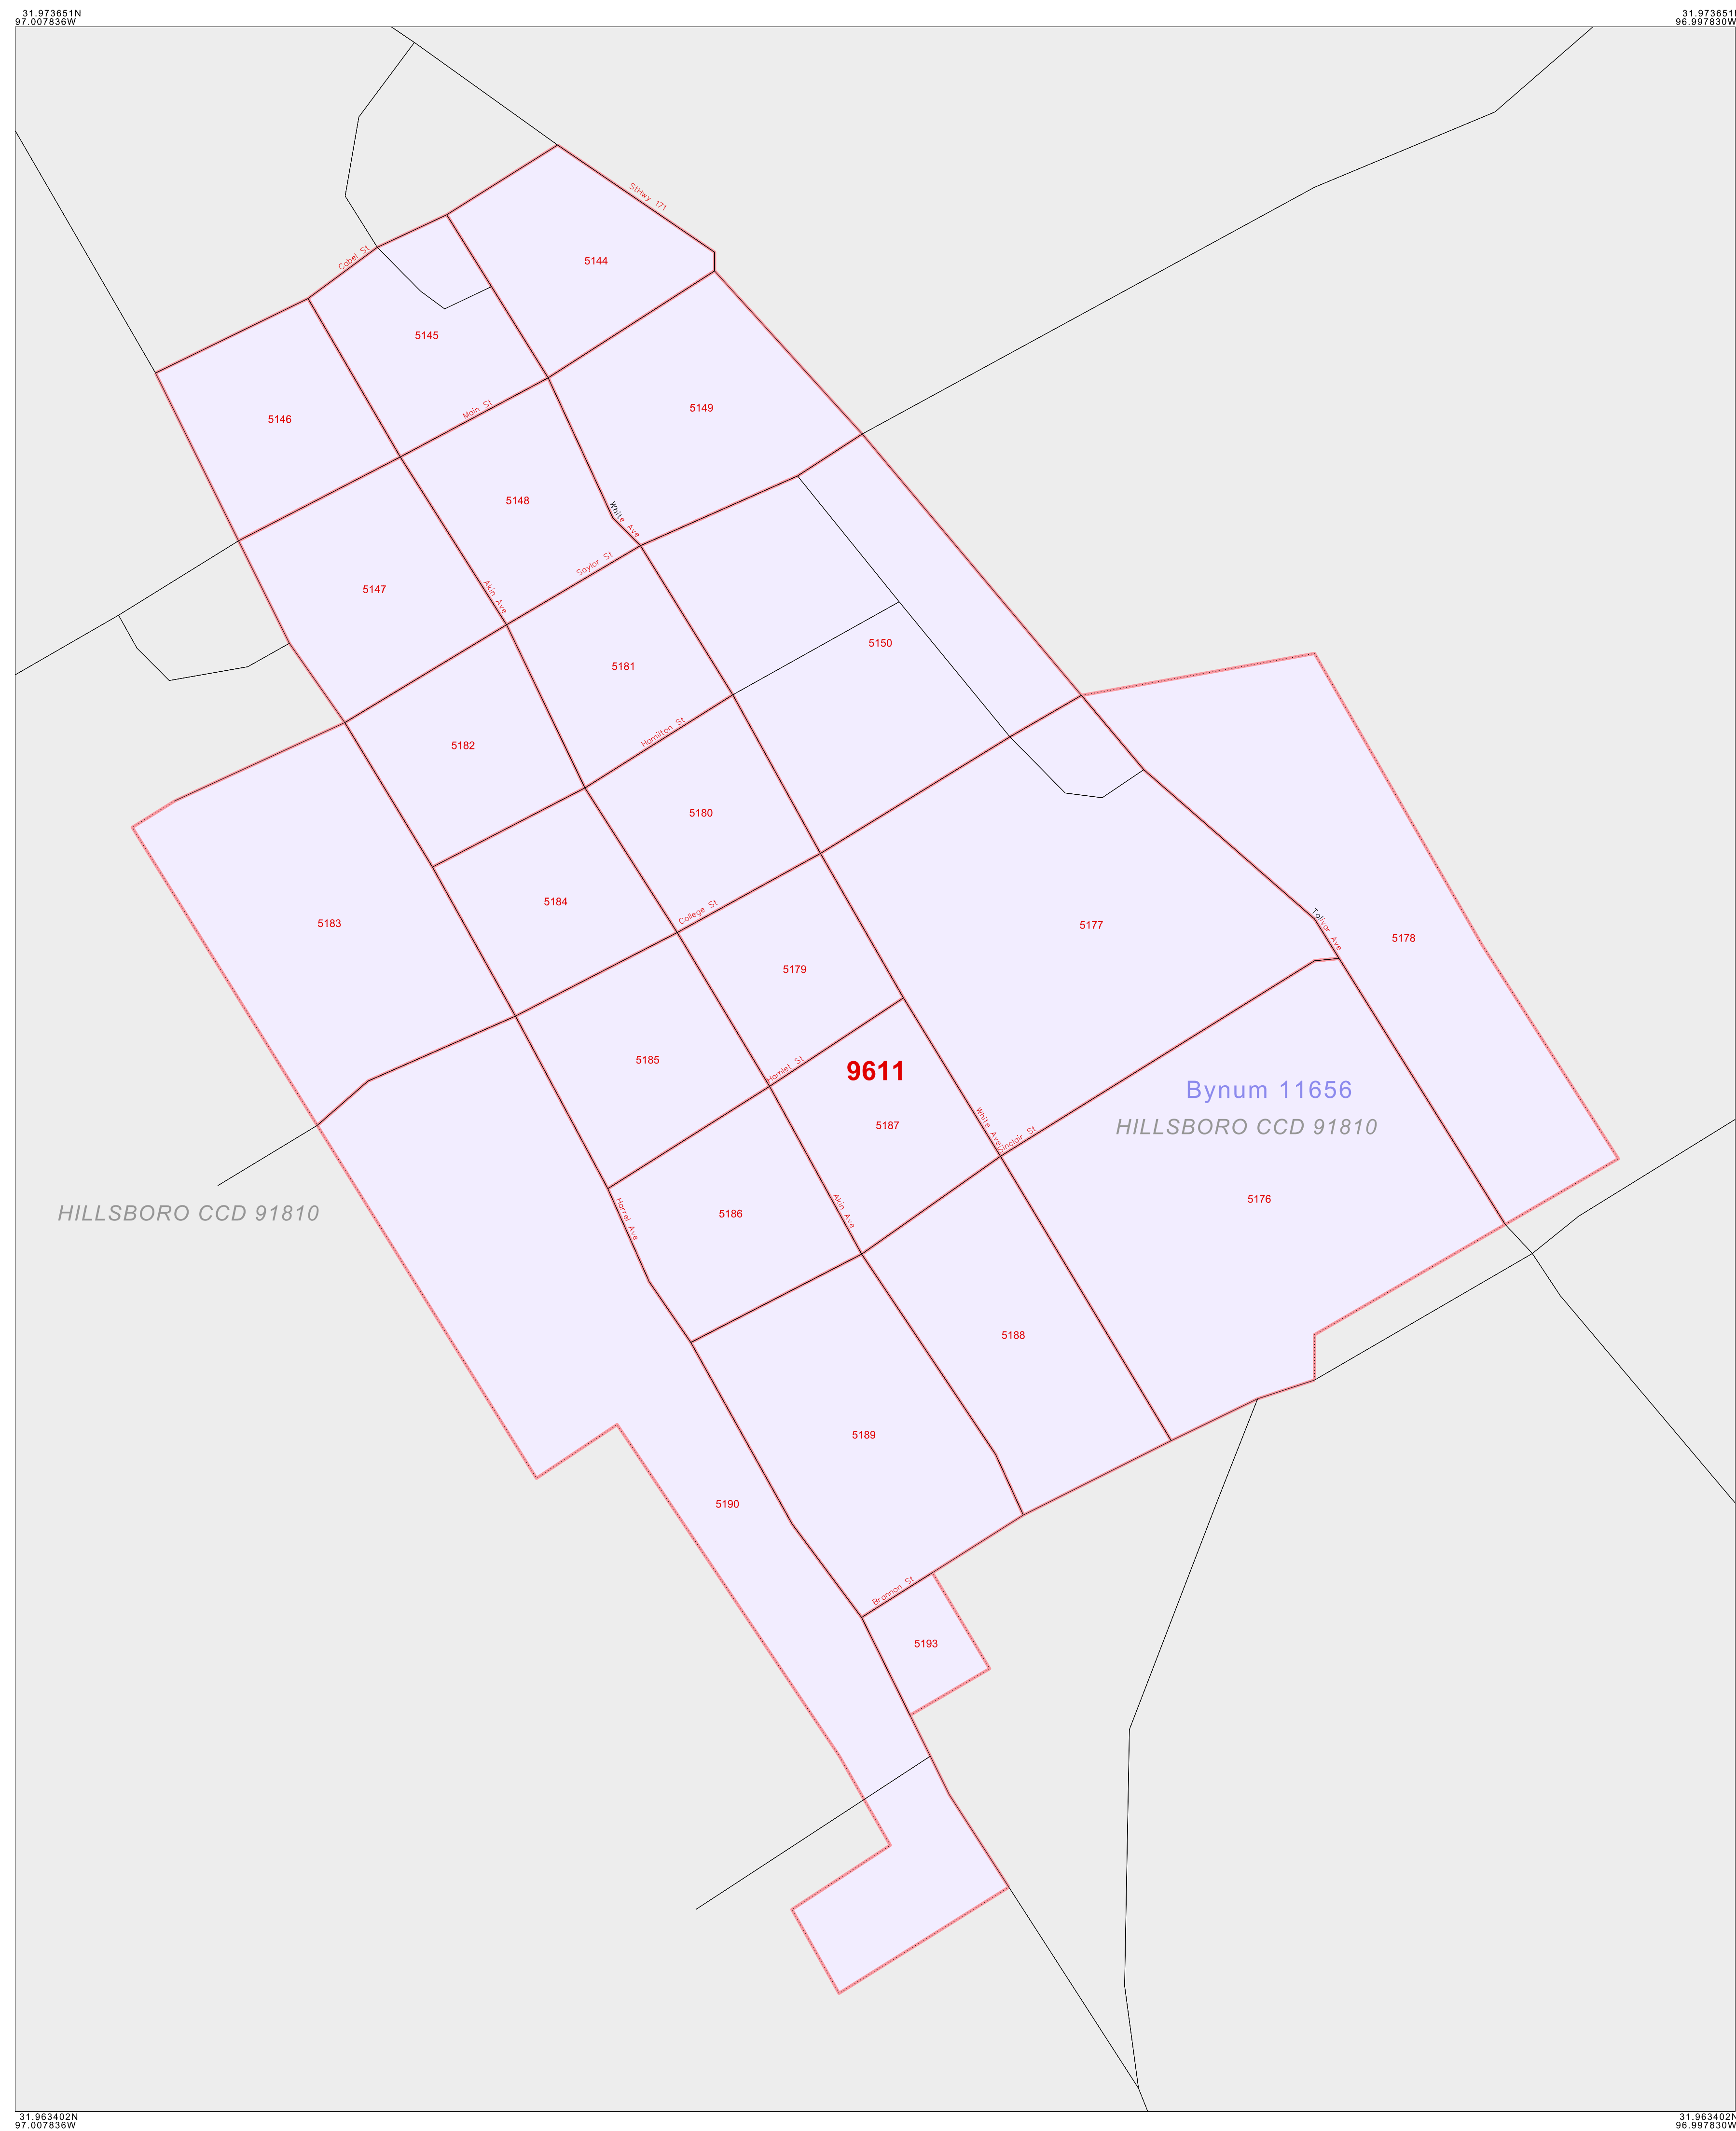 31.973651N
97.007836W
31.973651N
96.997830W
StHwy 171
Cabel St
5144
5145
5146
Main St
5149
5148
White Ave
Saylor St
5147
Akin Ave
5150
5181
Hamilton St
5182
5180
5184
College St
5183
5177
Tolivar Ave
5178
5179
5185
Hamlet St
9611
Bynum 11656
HILLSBORO CCD 91810
5187
White Ave
Sinclair St
5176
HILLSBORO CCD 91810
Harrel Ave
5186
Akin Ave
5188
5189
5190
Brannon St
5193
31.963402N
97.007836W
31.963402N
96.997830W